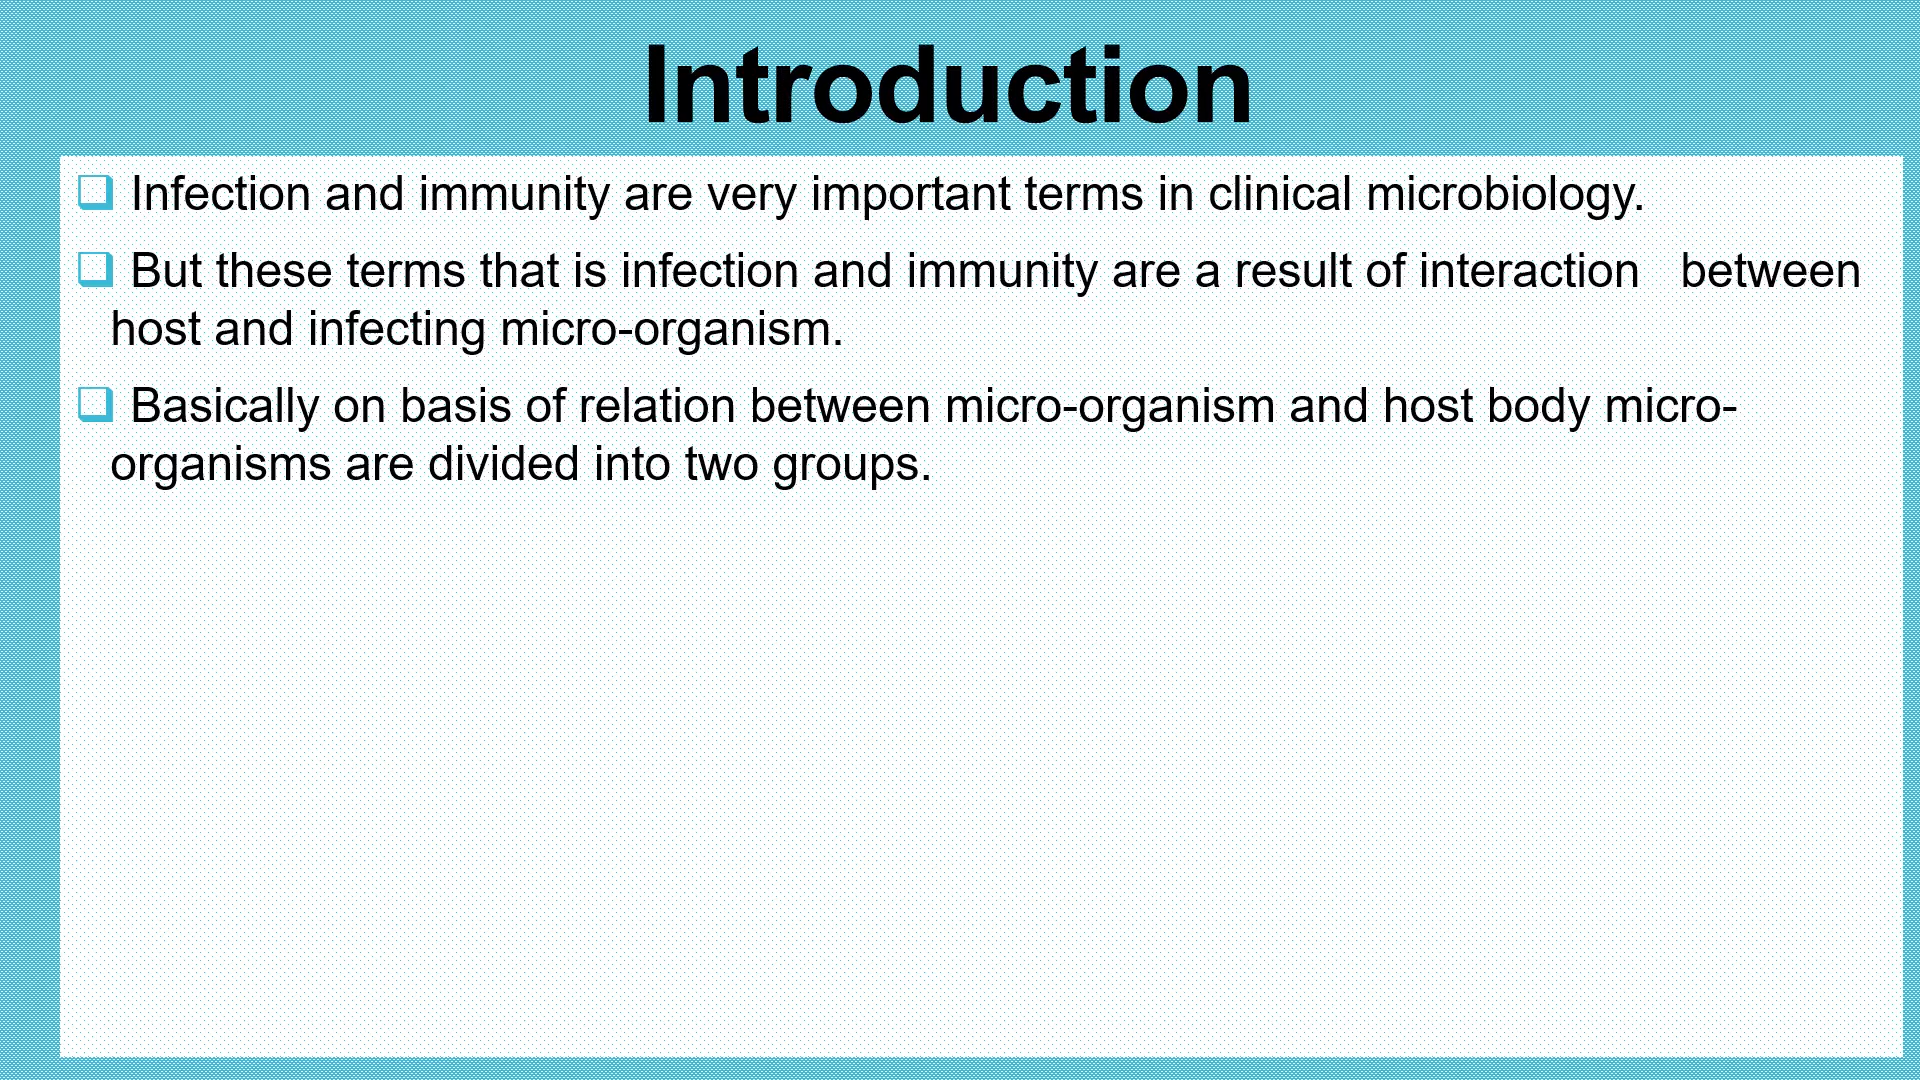 Introduction
Infection and immunity are very important terms in clinical microbiology.
But these terms that is infection and immunity are a result of interaction between
host and infecting micro-organism.
Basically on basis of relation between micro-organism and host body micro-
organisms are divided into two groups.